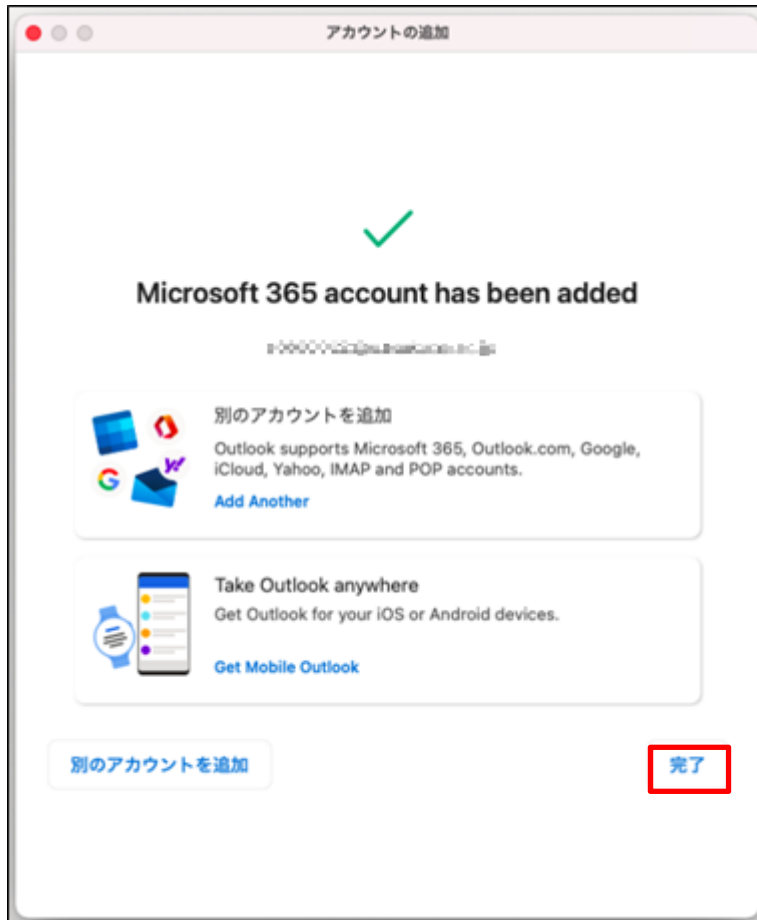 アカウントの追加
Microsoft 365 account has been added
別のアカウントを追加
Outlook supports Microsoft 365, Outlook.com, Google,
iCloud, Yahoo, IMAP and POP accounts.
Add Another
Take Outlook anywhere
Get Outlook for your iOS or Android devices.
Get Mobile Outlook
別のアカウントを追加
完了